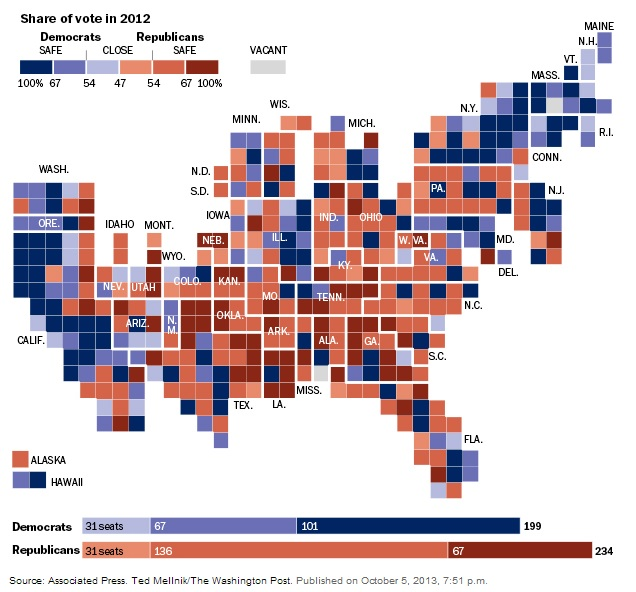 Share of vote in 2012
Democrats Republicans
SAFE CLOSE SAFE VACANT
100% 67 54 47 54 67 100%
MAINE
N.H.
VT.
MASS.
N.Y.
R.I.
CONN.
WIS.
MINN. MICH.
WASH. N.D.
S.D. PA. N.J.
ORE. IDAHO MONT. IOWA IND. OHIO
NEB. ILL. W. VA. MD.
WYO. VA. DEL.
NEV. UTAH COLO. KAN. KY.
MO. TENN. N.C.
ARIZ. N.
M. OKLA. ARK. ALA. GA.
CALIF. S.C.
MISS.
TEX. LA.
FLA.
ALASKA
HAWAII
Democrats 31 seats 67 101 199
Republicans 31 seats 136 67 234
Source: Associated Press. Ted Mellnik/The Washington Post. Published on October 5, 2013, 7:51 p.m.